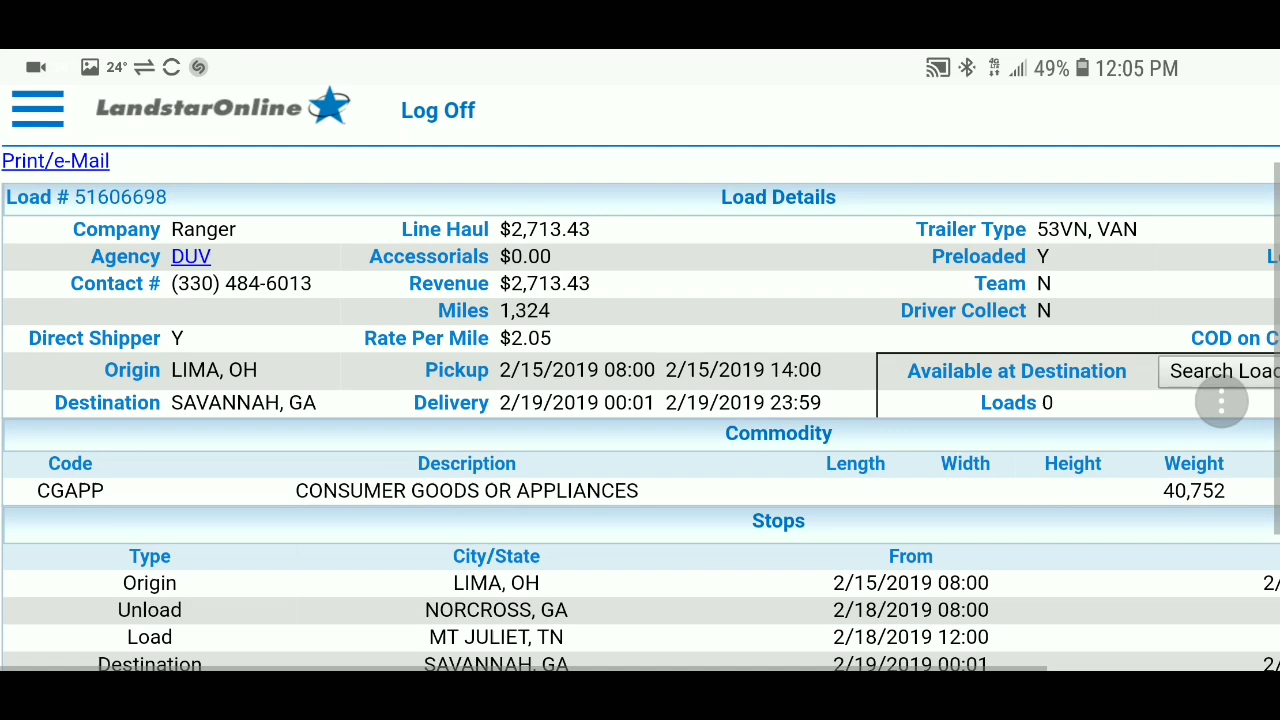 24° 49% 12:05 PM
LandstarOnline Log Off
Print/e-Mail
Load # 51606698 Load Details
Company Ranger Line Haul $2,713.43 Trailer Type 53VN, VAN
Agency DUV Accessorials $0.00 Preloaded Y L
Contact # (330) 484-6013 Revenue $2,713.43 Team N
Miles 1,324 Driver Collect N
Direct Shipper Y Rate Per Mile $2.05 COD on C
Origin LIMA, OH Pickup 2/15/2019 08:00 2/15/2019 14:00 Available at Destination Search Load
Destination SAVANNAH, GA Delivery 2/19/2019 00:01 2/19/2019 23:59 Loads 0
Commodity
Code Description Length Width Height Weight
CGAPP CONSUMER GOODS OR APPLIANCES 40,752
Stops
Type City/State From
Origin LIMA, OH 2/15/2019 08:00 2/
Unload NORCROSS, GA 2/18/2019 08:00
Load MT JULIET, TN 2/18/2019 12:00
Destination SAVANNAH, GA 2/19/2019 00:01 2/